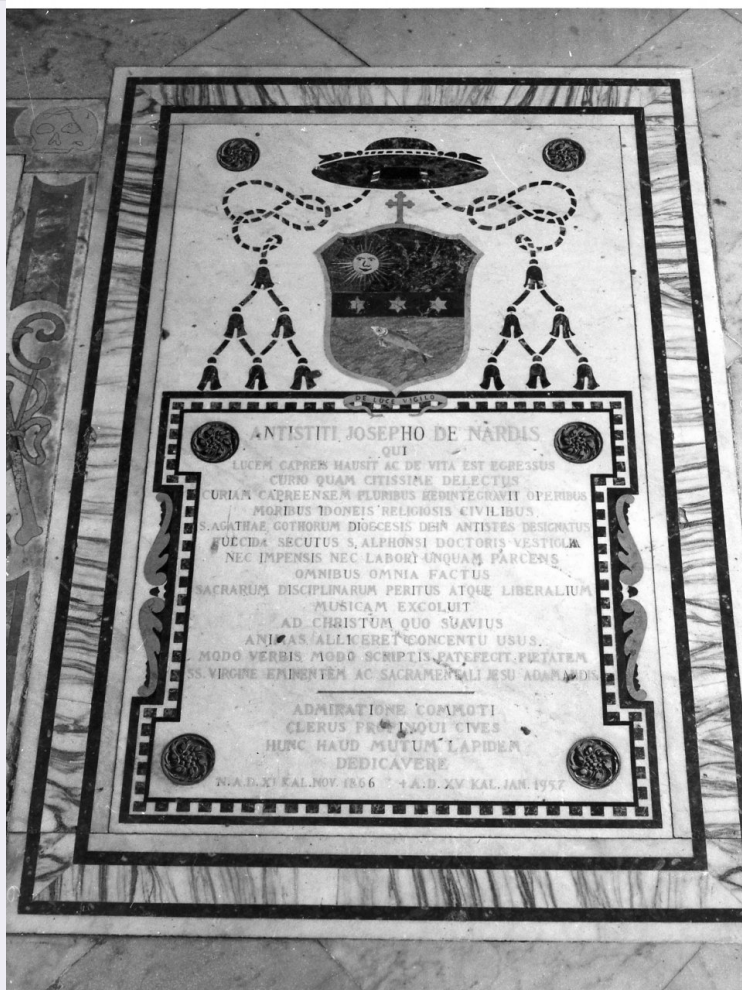 DE LUCE VIGILO
ANTISTITI JOSEPHO DE NARDIS
QUI
LUCEM CAPREIS HAUSIT AC DE VITA EST EGRESSUS
CURIO QUAM CITISSIME DELECTUS
CURIAM CAPREENSEM PLURIBUS REDINTEGRAVIT OPERIBUS
MORIBUS IDONEIS RELIGIOSIS CIVILIBUS.
S. AGATHAE GOTHORUM DIOECESIS DEIN ANTISTES DESIGNATUS
SECUTUS S. ALPHONSI DOCTORIS VESTIGIA
NEC IMPENSIS NEC LABORI UNQUAM PARCENS
OMNIBUS OMNIA FACTUS
SACRARUM DISCIPLINARUM PERITUS ATQUE LIBERALIUM
MUSICAM EXCOLUIT
AD CHRISTUM QUO SUAVIUS
ANIMAS ALLICERET CONCENTU USUS.
MODO VERBIS MODO SCRIPTIS PATEFECIT PIETATEM
SS. VIRGINE EMINENTEM AC SACRAMENTALI JESU ADAMANDIS
ADMIRATIONE COMMOTI
CLERUS PROPINQUI CIVES
HUNC HAUD MUTUM LAPIDEM
DEDICAVERE
N. A. D. XI KAL. NOV. 1866 + A. D. XV KAL. JAN. 1957